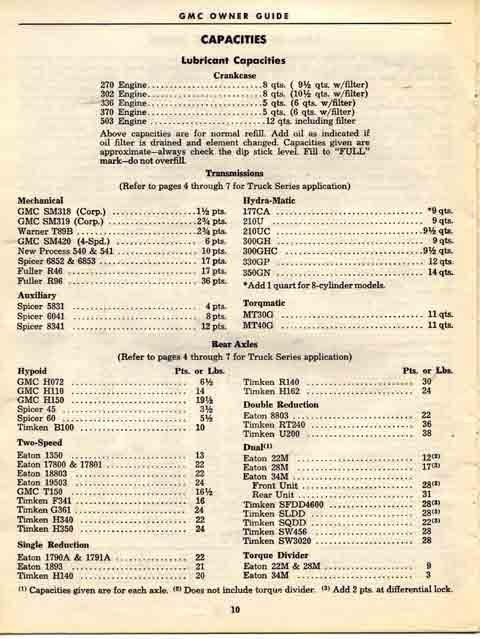 GMC OWNER GUIDE
CAPACITIES
Lubricant Capacities
Crankcase
270 Engine........................8 qts. ( 9½ qts. w/filter)
302 Engine........................8 qts. (10½ qts. w/filter)
336 Engine........................5 qts. (6 qts. w/filter)
370 Engine........................5 qts. (6 qts. w/filter)
503 Engine........................12 qts. including filter
Above capacities are for normal refill. Add oil as indicated if
oil filter is drained and element changed. Capacities given are
approximate—always check the dip stick level. Fill to "FULL"
mark—do not overfill.
Transmissions
(Refer to pages 4 through 7 for Truck Series application)
Mechanical
GMC SM318 (Corp.) ..................1½ pts.
GMC SM319 (Corp.)..................2¾ pts.
Warner T89B ..................2¾ pts.
GMC SM420 (4-Spd.) .................. 6 pts.
New Process 540 & 541 .................. 10 pts.
Spicer 6852 & 6853 .................. 17 pts.
Fuller R46 .................. 17 pts.
Fuller R96 .................. 36 pts.
Auxiliary
Spicer 5831 .................. 4 pts.
Spicer 6041 .................. 8 pts.
Spicer 8341 .................. 12 pts.
Hydra-Matic
177CA .................. *9 qts.
210U .................. 9 qts.
210UC .................. 9½ qts.
300GH .................. 9 qts.
300GHC .................. 9½ qts.
330GP .................. 12 qts.
350GN .................. 14 qts.
*Add 1 quart for 8-cylinder models.
Torqmatic
MT30G .................. 11 qts.
MT40G .................. 11 qts.
Rear Axles
(Refer to pages 4 through 7 for Truck Series application)
Hypoid Pts. or Lbs.
GMC H072 .................. 6½
GMC H110 .................. 14
GMC H150 .................. 19½
Spicer 45 .................. 3½
Spicer 60 .................. 5½
Timken B100 .................. 10
Two-Speed
Eaton 1350 .................. 13
Eaton 17800 & 17801 .................. 22
Eaton 18803 .................. 22
Eaton 19503 .................. 24
GMC T150 .................. 16½
Timken F341 .................. 16
Timken G361 .................. 24
Timken H340 .................. 22
Timken H350 .................. 24
Single Reduction
Eaton 1790A & 1791A .................. 22
Eaton 1893 .................. 21
Timken H140 .................. 20
Pts. or Lbs.
Timken R140 .................. 30
Timken H162 .................. 24
Double Reduction
Eaton 8803 .................. 22
Timken RT240 .................. 36
Timken U200 .................. 38
Dual(1)
Eaton 22M .................. 12(2)
Eaton 28M .................. 17(2)
Eaton 34M
Front Unit .................. 28(2)
Rear Unit .................. 31
Timken SFDD4600 .................. 28(3)
Timken SLDD .................. 28(3)
Timken SQDD .................. 22(3)
Timken SW456 .................. 28
Timken SW3020 .................. 28
Torque Divider
Eaton 22M & 28M .................. 9
Eaton 34M .................. 3
(1) Capacities given are for each axle. (2) Does not include torque divider. (3) Add 2 pts. at differential lock.
10